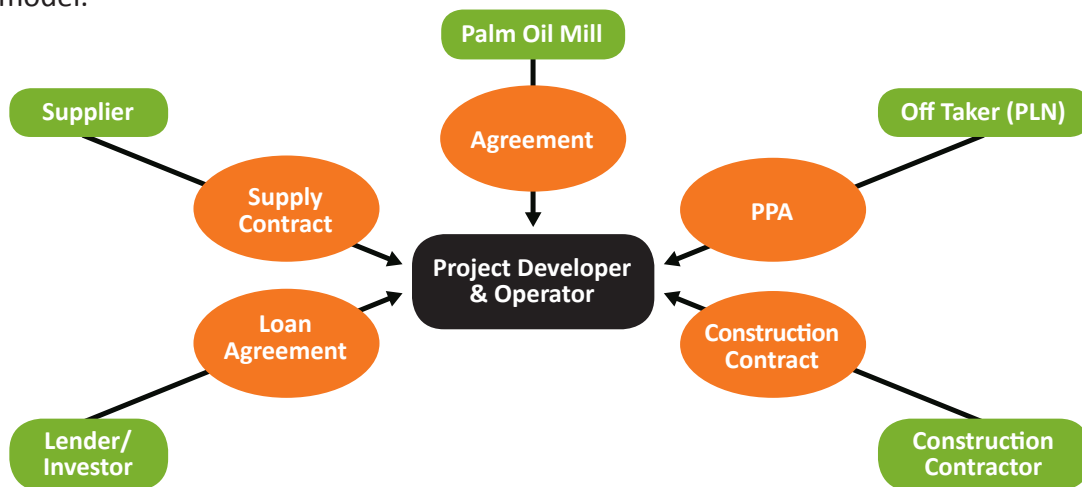 model.
Palm Oil Mill
Supplier
Off Taker (PLN)
Agreement
Supply
Contract
PPA
Project Developer
& Operator
Loan
Agreement
Construction
Contract
Lender/
Investor
Construction
Contractor